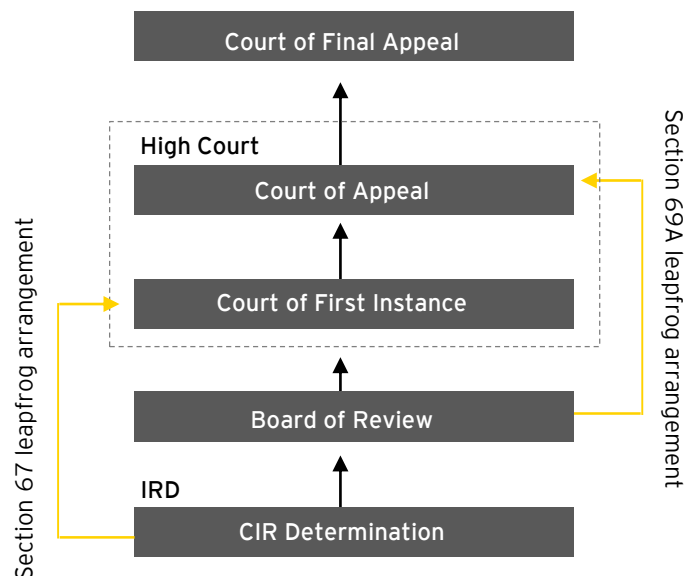 Court of Final Appeal
High Court
Court of Appeal
Court of First Instance
Board of Review
IRD
CIR Determination
Section 67 leapfrog arrangement
Section 69A leapfrog arrangement